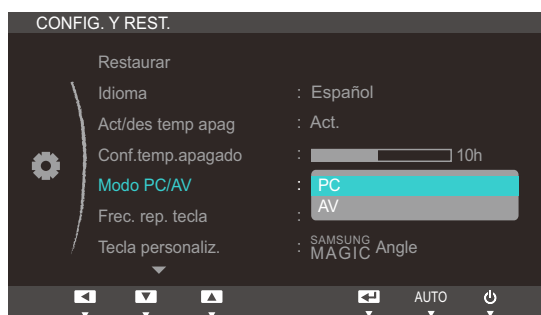 CONFIG. Y REST.
Restaurar
Idioma : Español
Act/des temp apag : Act.
Conf.temp.apagado : 10h
Modo PC/AV : PC
AV
Frec. rep. tecla :
Tecla personaliz. : SAMSUNG MAGIC Angle
AUTO